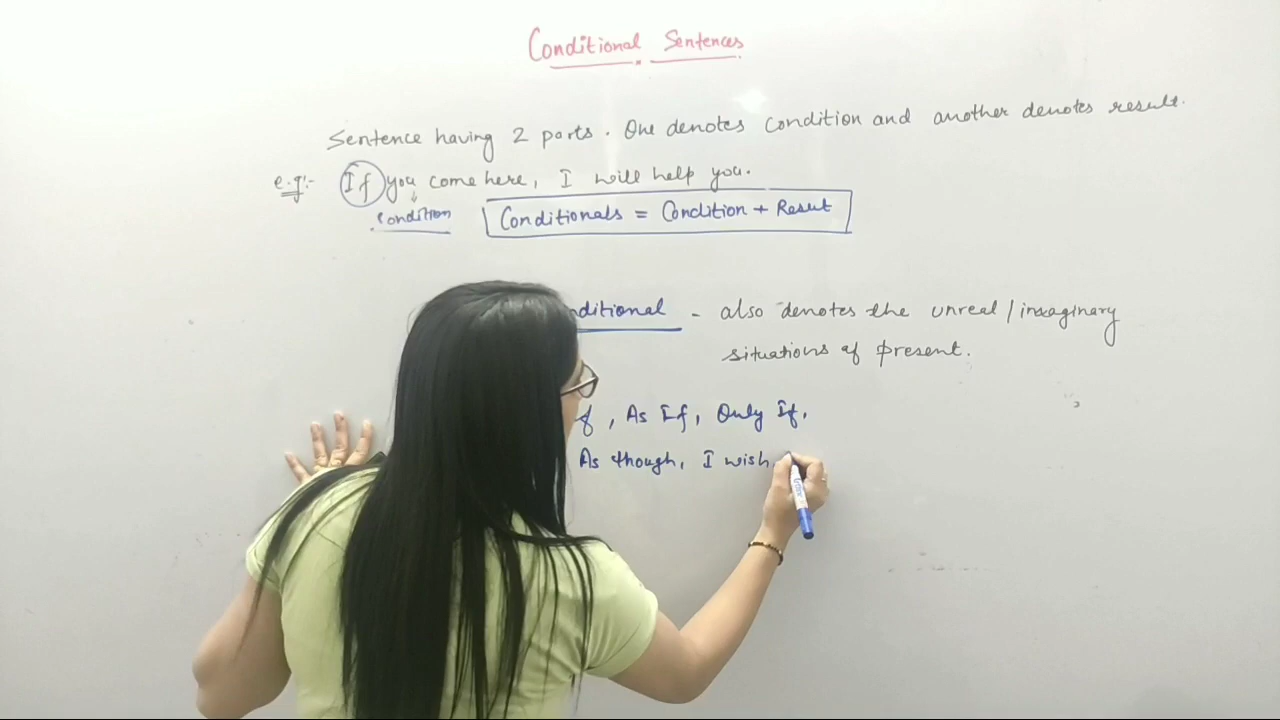 Conditional Sentences
Sentence having 2 parts. One denotes condition and another denotes result.
e.g:- If you come here, I will help you.
condition
Conditionals = Condition + Result
nditional - also denotes the unreal/imaginary
situations of present.
f, As If, Only If,
As though, I wish